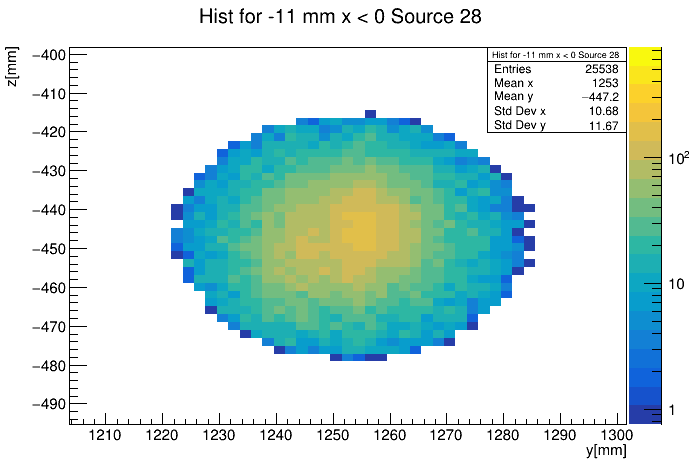 Hist for -11 mm x < 0 Source 28
z[mm]
Hist for -11 mm x < 0 Source 28
Entries 25538
Mean x 1253
Mean y −447.2
Std Dev x 10.68
Std Dev y 11.67
−400
−410
−420
−430
−440
−450
−460
−470
−480
−490
10²
10
1
1210 1220 1230 1240 1250 1260 1270 1280 1290 1300
y[mm]